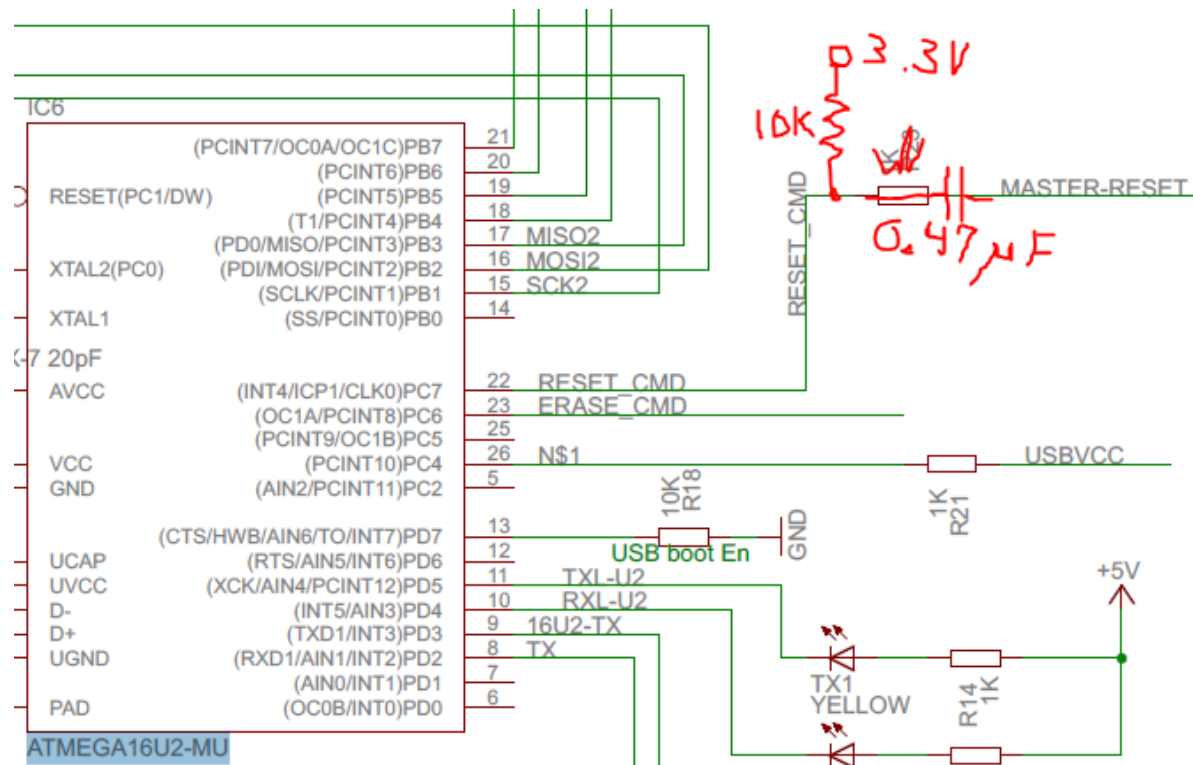 3.3V
10K
IC6
(PCINT7/OC0A/OC1C)PB7 21
(PCINT6)PB6 20
RESET(PC1/DW) (PCINT5)PB5 19
(T1/PCINT4)PB4 18
(PD0/MISO/PCINT3)PB3 17 MISO2
XTAL2(PC0) (PDI/MOSI/PCINT2)PB2 16 MOSI2
(SCLK/PCINT1)PB1 15 SCK2
XTAL1 (SS/PCINT0)PB0 14
MASTER-RESET
RESET_CMD
0.47µF
-7 20pF
AVCC (INT4/ICP1/CLK0)PC7 22 RESET_CMD
(OC1A/PCINT8)PC6 23 ERASE_CMD
(PCINT9/OC1B)PC5 25
VCC (PCINT10)PC4 26 N$1 USBVCC
GND (AIN2/PCINT11)PC2 5
1K
R21
10K
R18
GND
(CTS/HWB/AIN6/TO/INT7)PD7 13
USB boot En
UCAP (RTS/AIN5/INT6)PD6 12
UVCC (XCK/AIN4/PCINT12)PD5 11 TXL-U2
D- (INT5/AIN3)PD4 10 RXL-U2
D+ (TXD1/INT3)PD3 9 16U2-TX
UGND (RXD1/AIN1/INT2)PD2 8 TX
(AIN0/INT1)PD1 7
PAD (OC0B/INT0)PD0 6
+5V
TX1
YELLOW
R14
1K
ATMEGA16U2-MU